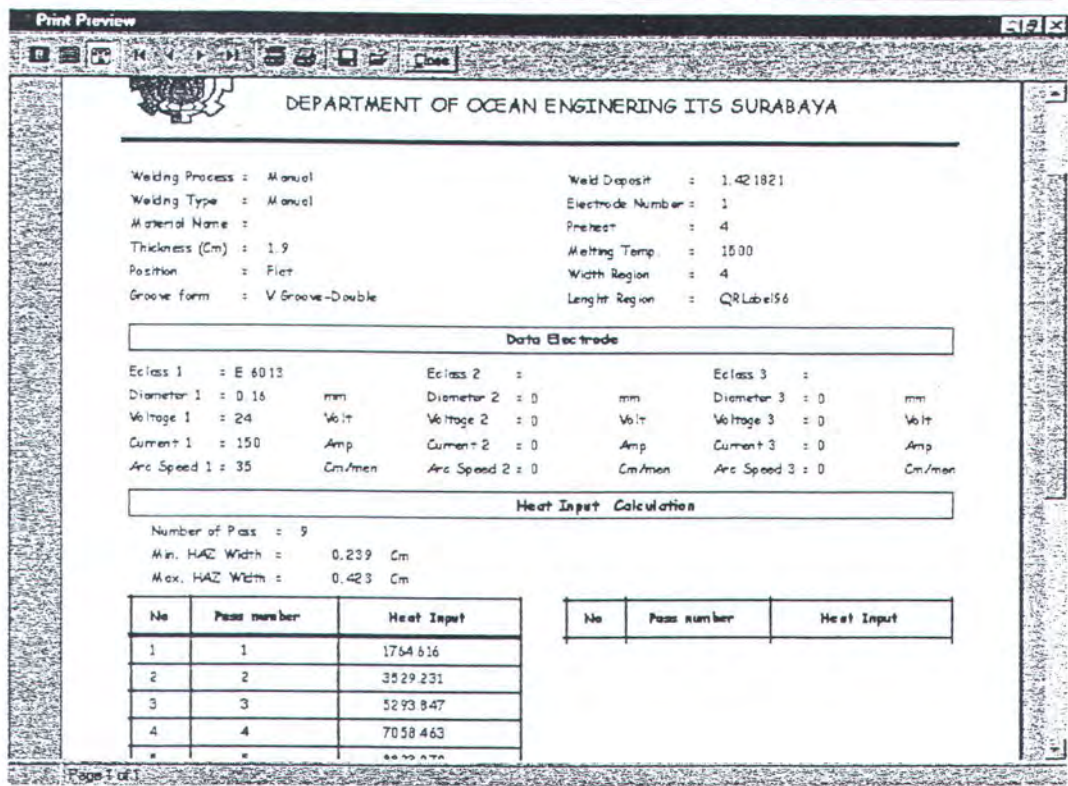 Print Preview
Close
DEPARTMENT OF OCEAN ENGINERING ITS SURABAYA
Welding Process : Manual
Welding Type : Manual
Material Name :
Thickness (Cm) : 1.9
Position : Flat
Groove form : V Groove-Double
Weld Deposit : 1.421821
Electrode Number : 1
Preheat : 4
Melting Temp. : 1500
Width Region : 4
Lenght Region : QRLabel56
Data Electrode
Eclass 1 : E 6013
Diameter 1 : 0.16 mm
Voltage 1 : 24 Volt
Current 1 : 150 Amp
Arc Speed 1 : 35 Cm/men
Eclass 2 :
Diameter 2 : 0 mm
Voltage 2 : 0 Volt
Current 2 : 0 Amp
Arc Speed 2 : 0 Cm/men
Eclass 3 :
Diameter 3 : 0 mm
Voltage 3 : 0 Volt
Current 3 : 0 Amp
Arc Speed 3 : 0 Cm/men
Heat Input Calculation
Number of Pass : 9
Min. HAZ Width : 0.239 Cm
Max. HAZ Width : 0.423 Cm
No Pass number Heat Input
1 1 1764.616
2 2 3529.231
3 3 5293.847
4 4 7058.463
No Pass number Heat Input
Page 1 of 1